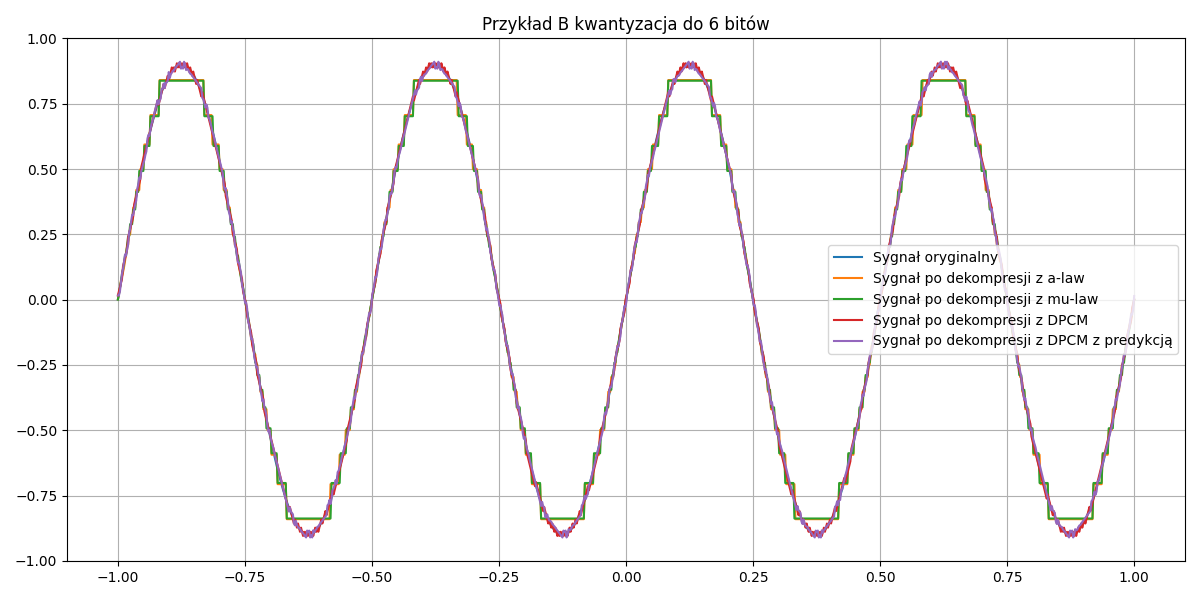 Przykład B kwantyzacja do 6 bitów
1.00
0.75
0.50
0.25
0.00
−0.25
−0.50
−0.75
−1.00
Sygnał oryginalny
Sygnał po dekompresji z a-law
Sygnał po dekompresji z mu-law
Sygnał po dekompresji z DPCM
Sygnał po dekompresji z DPCM z predykcją
−1.00 −0.75 −0.50 −0.25 0.00 0.25 0.50 0.75 1.00